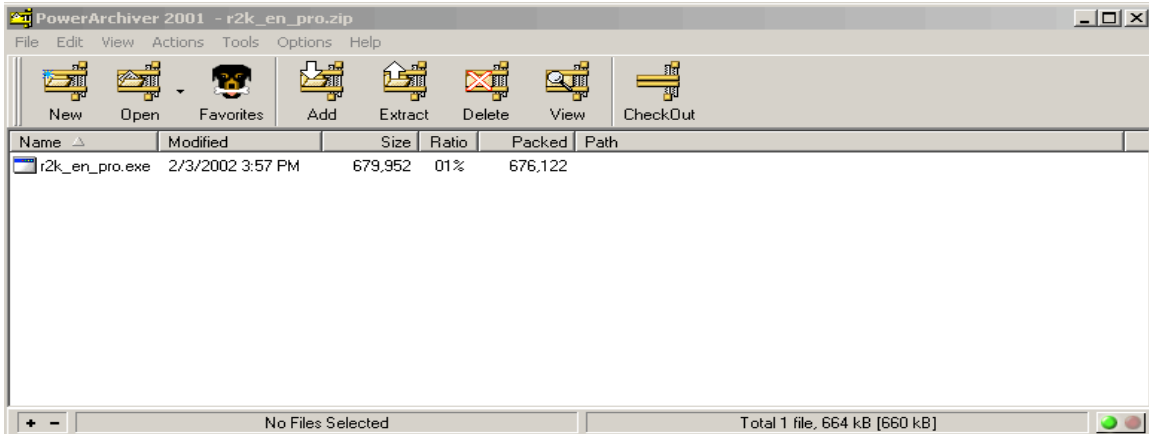 PowerArchiver 2001 - r2k_en_pro.zip
File Edit View Actions Tools Options Help
New Open Favorites Add Extract Delete View CheckOut
Name Modified Size Ratio Packed Path
r2k_en_pro.exe 2/3/2002 3:57 PM 679,952 01% 676,122
No Files Selected Total 1 file, 664 kB [660 kB]